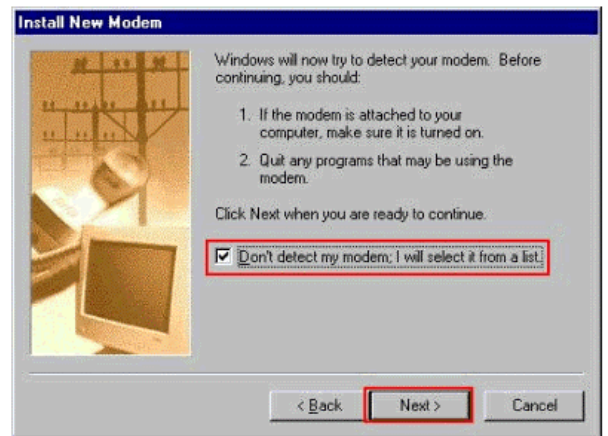 Install New Modem
Windows will now try to detect your modem. Before
continuing, you should:
1. If the modem is attached to your
computer, make sure it is turned on.
2. Quit any programs that may be using the
modem.
Click Next when you are ready to continue.
Don't detect my modem; I will select it from a list.
< Back
Next >
Cancel